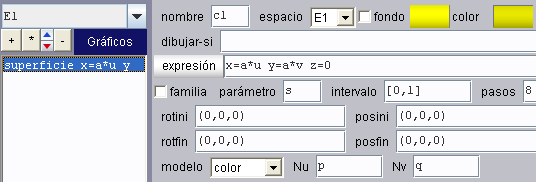 E1
+ * - Gráficos
superficie x=a*u y
nombre c1 espacio E1 fondo color
dibujar-si
expresión x=a*u y=a*v z=0
familia parámetro s intervalo [0,1] pasos 8
rotini (0,0,0) posini (0,0,0)
rotfin (0,0,0) posfin (0,0,0)
modelo color Nu p Nv q